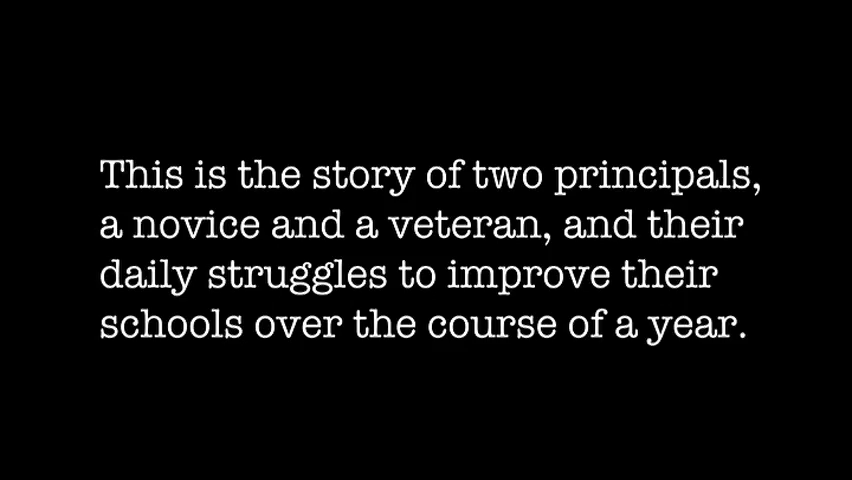 This is the story of two principals,
a novice and a veteran, and their
daily struggles to improve their
schools over the course of a year.